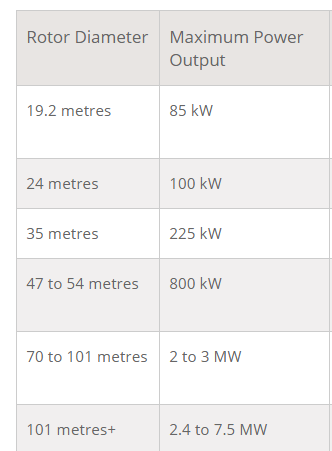 Rotor Diameter
Maximum Power
Output
19.2 metres
85 kW
24 metres
100 kW
35 metres
225 kW
47 to 54 metres
800 kW
70 to 101 metres
2 to 3 MW
101 metres+
2.4 to 7.5 MW